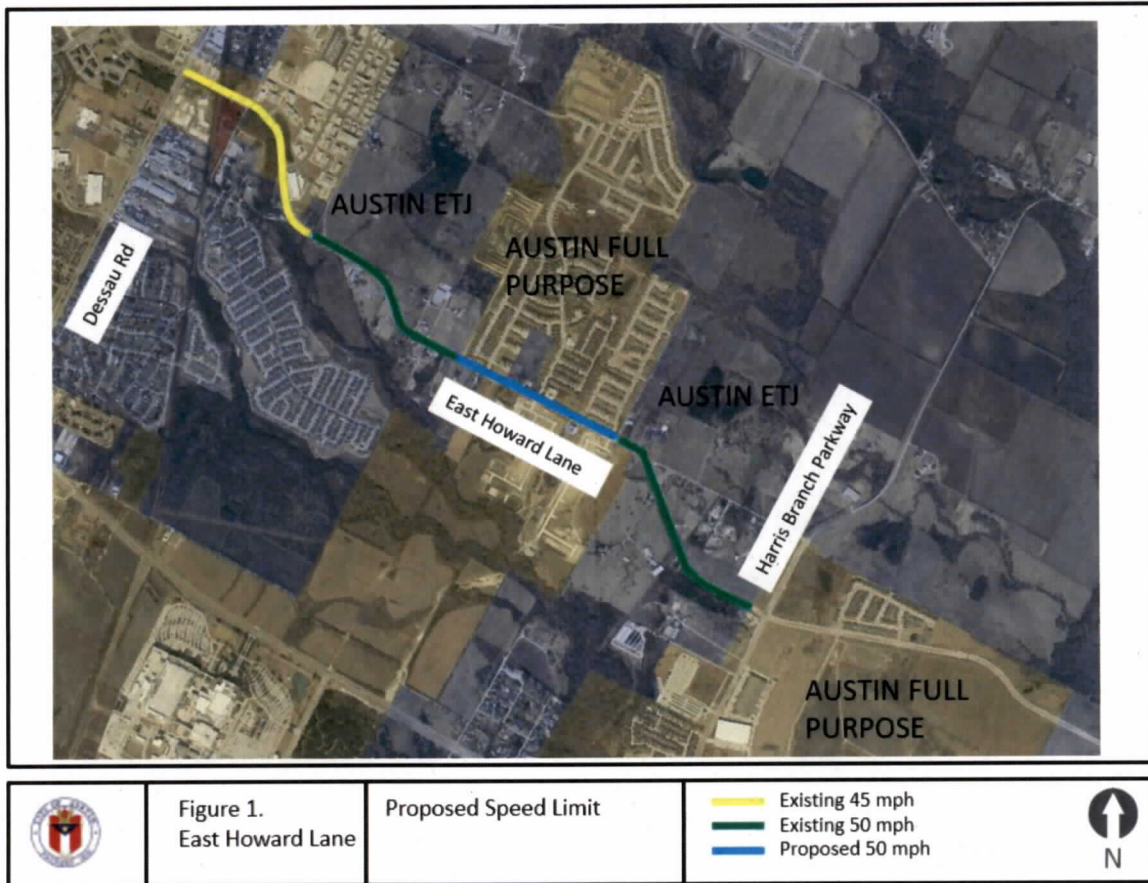 AUSTIN ETJ
AUSTIN FULL
PURPOSE
Dessau Rd
East Howard Lane
AUSTIN ETJ
Harris Branch Parkway
AUSTIN FULL
PURPOSE
Figure 1.
East Howard Lane
Proposed Speed Limit
Existing 45 mph
Existing 50 mph
Proposed 50 mph
N